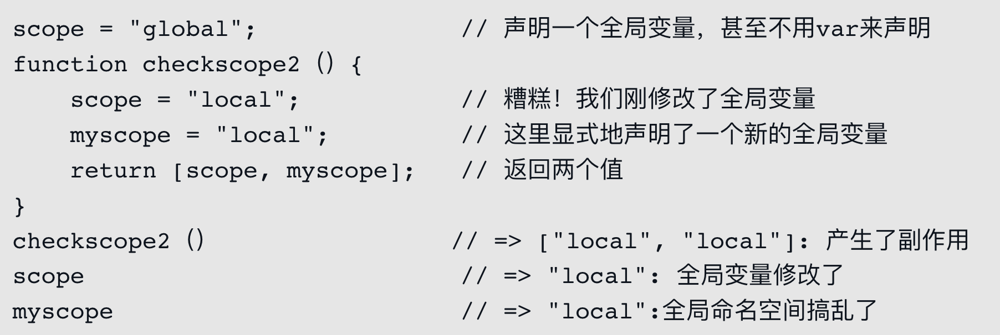 scope = "global";                // 声明一个全局变量，甚至不用var来声明
function checkscope2 () {
    scope = "local";             // 糟糕！我们刚修改了全局变量
    myscope = "local";           // 这里显式地声明了一个新的全局变量
    return [scope, myscope];     // 返回两个值
}
checkscope2 ()                   // => ["local", "local"]: 产生了副作用
scope                            // => "local": 全局变量修改了
myscope                          // => "local":全局命名空间搞乱了